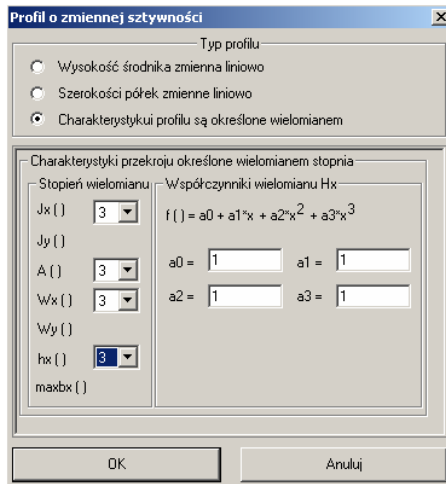 Profil o zmiennej sztywności
Typ profilu
Wysokość środnika zmienna liniowo
Szerokości półek zmienne liniowo
Charakterystykui profilu są określone wielomianem
Charakterystyki przekroju określone wielomianem stopnia
Stopień wielomianu
Jx ( ) 3
Jy ( )
A ( ) 3
Wx ( ) 3
Wy ( )
hx ( ) 3
maxbx ( )
Współczynniki wielomianu Hx
f ( ) = a0 + a1*x + a2*x² + a3*x³
a0 = 1 a1 = 1
a2 = 1 a3 = 1
OK Anuluj